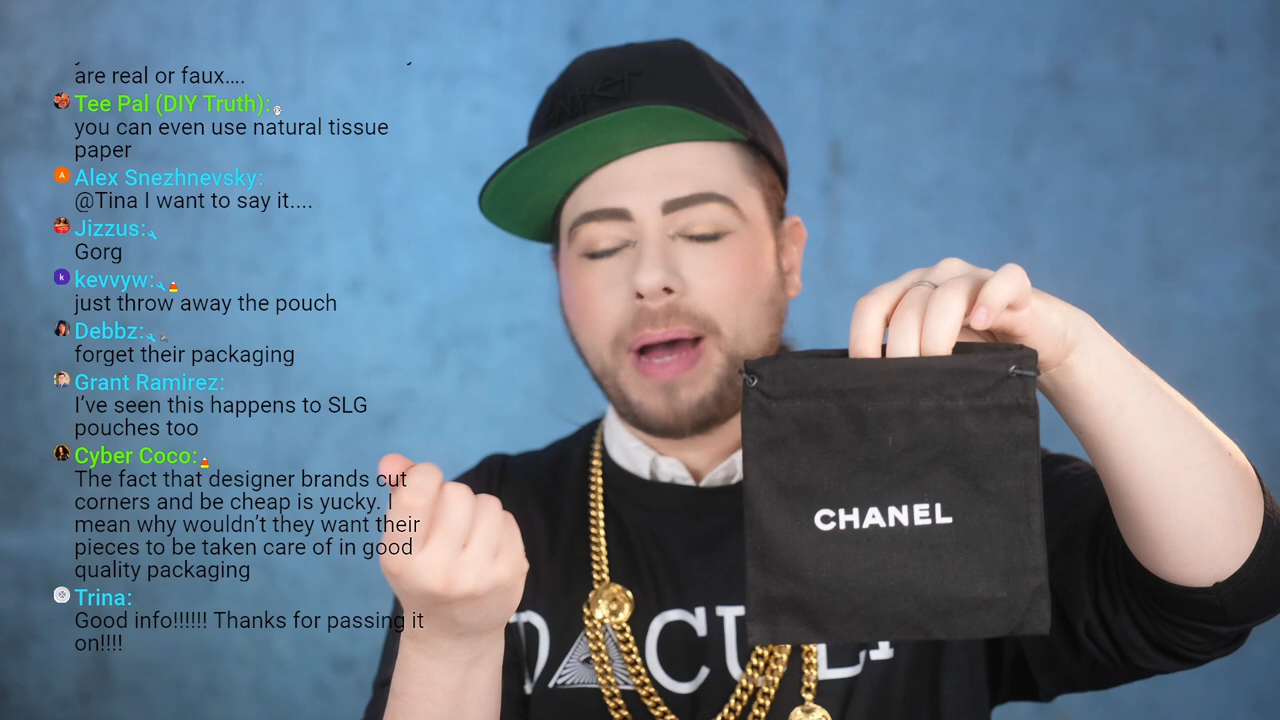 are real or faux....
Tee Pal (DIY Truth):
you can even use natural tissue
paper
Alex Snezhnevsky:
@Tina I want to say it....
Jizzus:
Gorg
kevvyw:
just throw away the pouch
Debbz:
forget their packaging
Grant Ramirez:
I've seen this happens to SLG
pouches too
Cyber Coco:
The fact that designer brands cut
corners and be cheap is yucky. I
mean why wouldn't they want their
pieces to be taken care of in good
quality packaging
Trina:
Good info!!!!!! Thanks for passing it
on!!!!
CHANEL